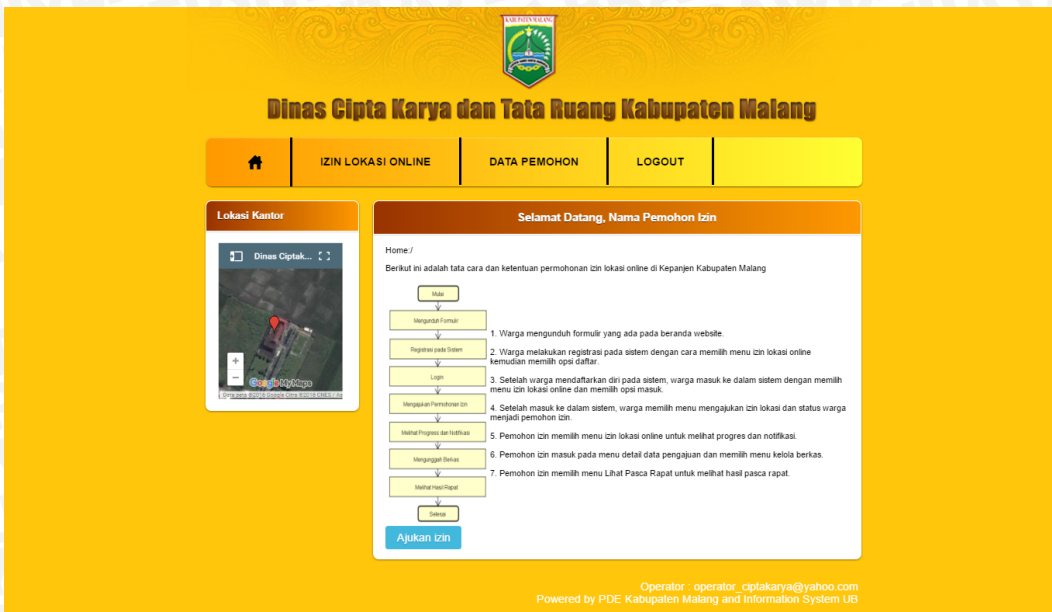 KABUPATEN MALANG
Dinas Cipta Karya dan Tata Ruang Kabupaten Malang
IZIN LOKASI ONLINE
DATA PEMOHON
LOGOUT
Lokasi Kantor
Dinas Ciptak...
+
−
Google My Maps
Selamat Datang, Nama Pemohon Izin
Home:/
Berikut ini adalah tata cara dan ketentuan permohonan izin lokasi online di Kepanjen Kabupaten Malang
Mulai
Mengunduh Formulir
Registrasi pada Sistem
Login
Mengajukan Permohonan Izin
Melihat Progress dan Notifikasi
Mengunggah Berkas
Melihat Hasil Rapat
Selesai
1. Warga mengunduh formulir yang ada pada beranda website.
2. Warga melakukan registrasi pada sistem dengan cara memilih menu izin lokasi online
kemudian memilih opsi daftar.
3. Setelah warga mendaftarkan diri pada sistem, warga masuk ke dalam sistem dengan memilih
menu izin lokasi online dan memilih opsi masuk.
4. Setelah masuk ke dalam sistem, warga memilih menu mengajukan izin lokasi dan status warga
menjadi pemohon izin.
5. Pemohon izin memilih menu izin lokasi online untuk melihat progres dan notifikasi.
6. Pemohon izin masuk pada menu detail data pengajuan dan memilih menu kelola berkas.
7. Pemohon izin memilih menu Lihat Pasca Rapat untuk melihat hasil pasca rapat.
Ajukan izin
Operator : operator_ciptakarya@yahoo.com
Powered by PDE Kabupaten Malang and Information System UB